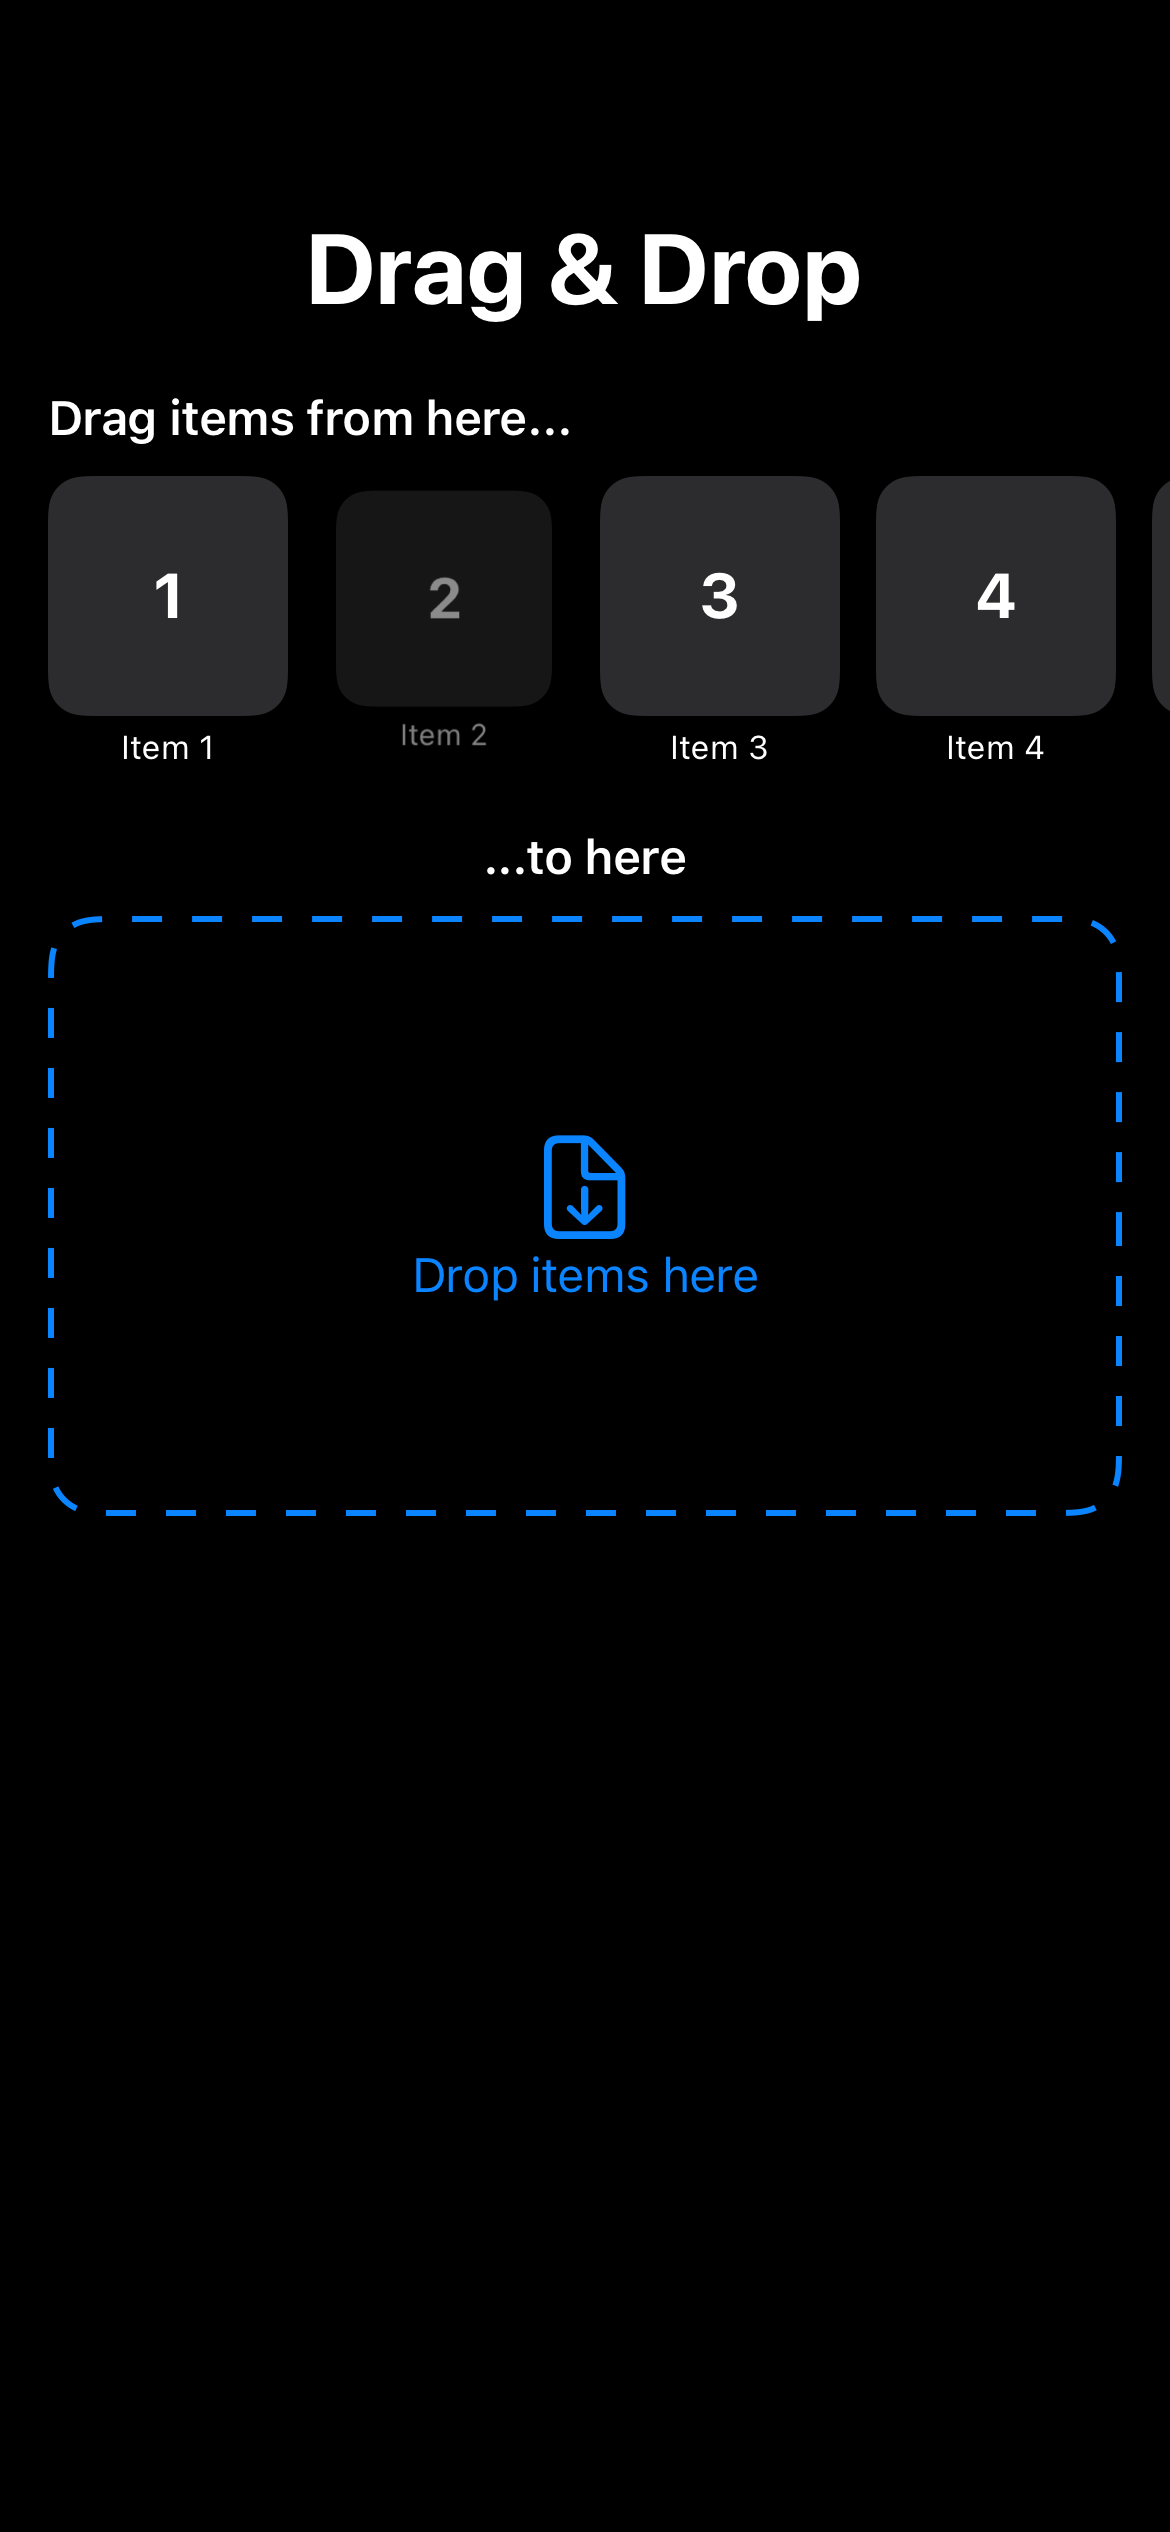 Drag & Drop
Drag items from here...
1
2
3
4
Item 1
Item 2
Item 3
Item 4
...to here
Drop items here